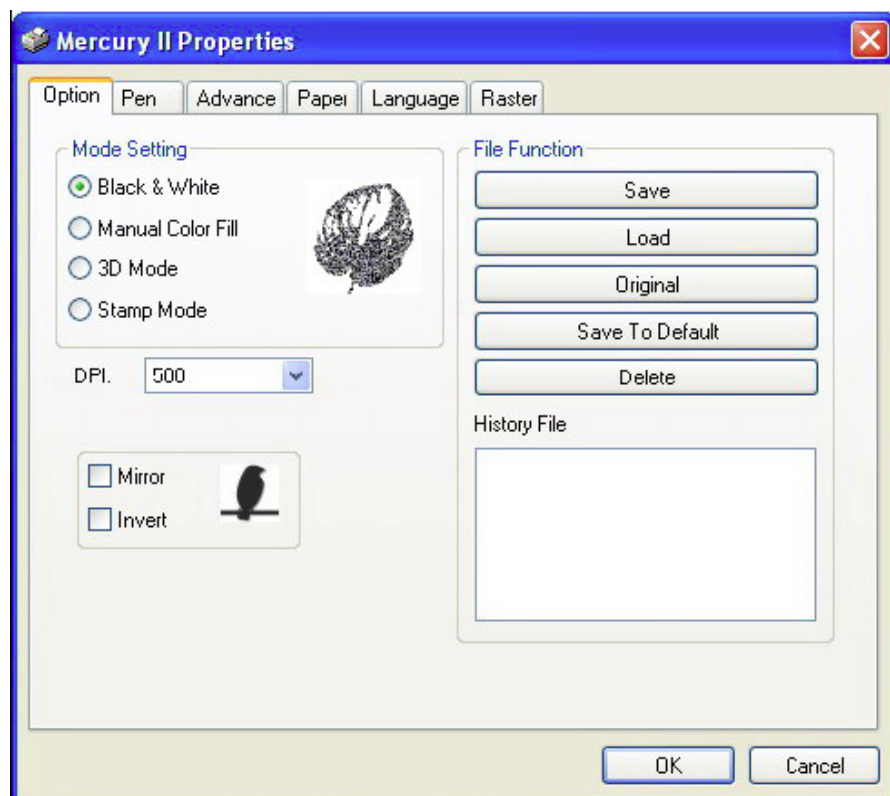 Mercury II Properties
Option Pen Advance Paper Language Raster
Mode Setting
Black & White
Manual Color Fill
3D Mode
Stamp Mode
DPI. 500
Mirror
Invert
File Function
Save
Load
Original
Save To Default
Delete
History File
OK Cancel